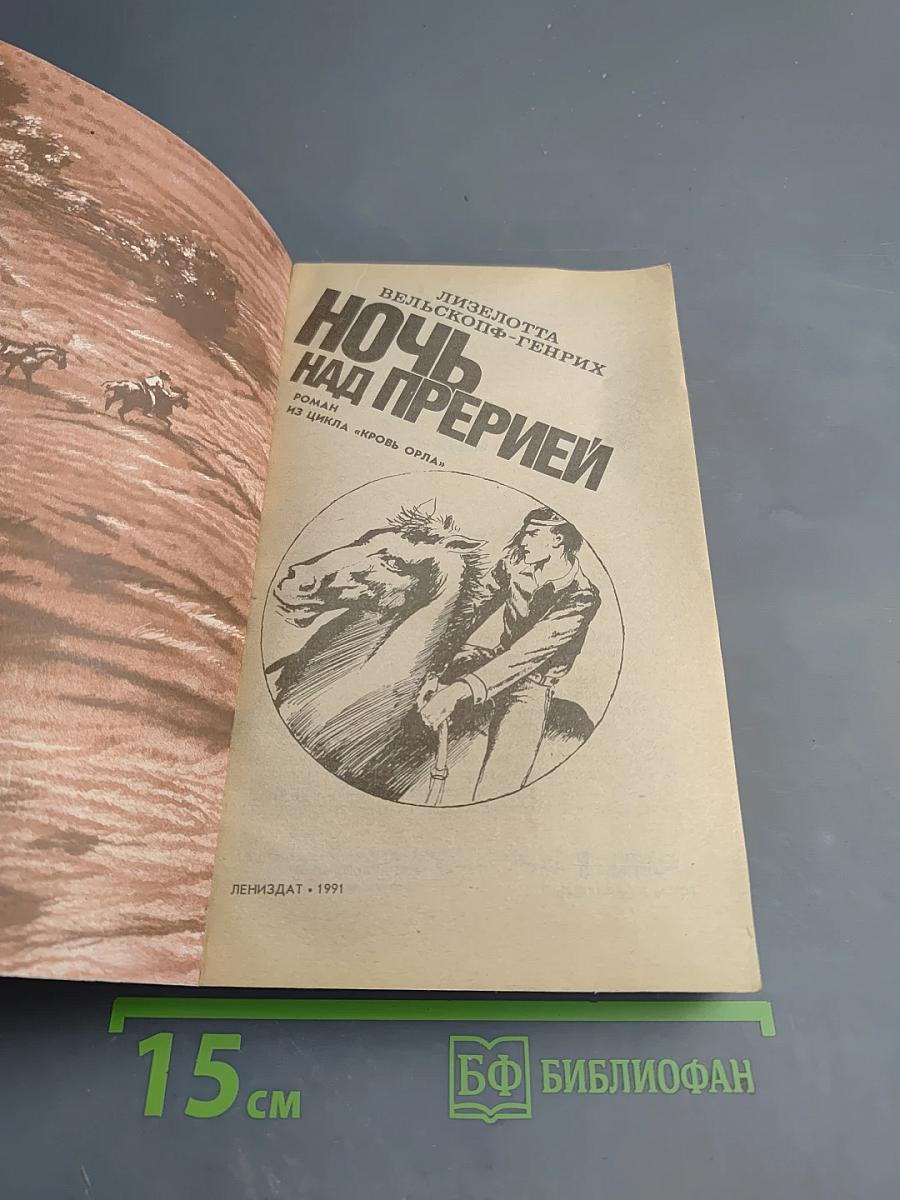 ЛИЗЕЛОТТА
ВЕЛЬСКОПФ-ГЕНРИХ
НОЧЬ
НАД ПРЕРИЕЙ
РОМАН
ИЗ ЦИКЛА «КРОВЬ ОРЛА»
ЛЕНИЗДАТ • 1991
15 СМ
БФ БИБЛИОФАН